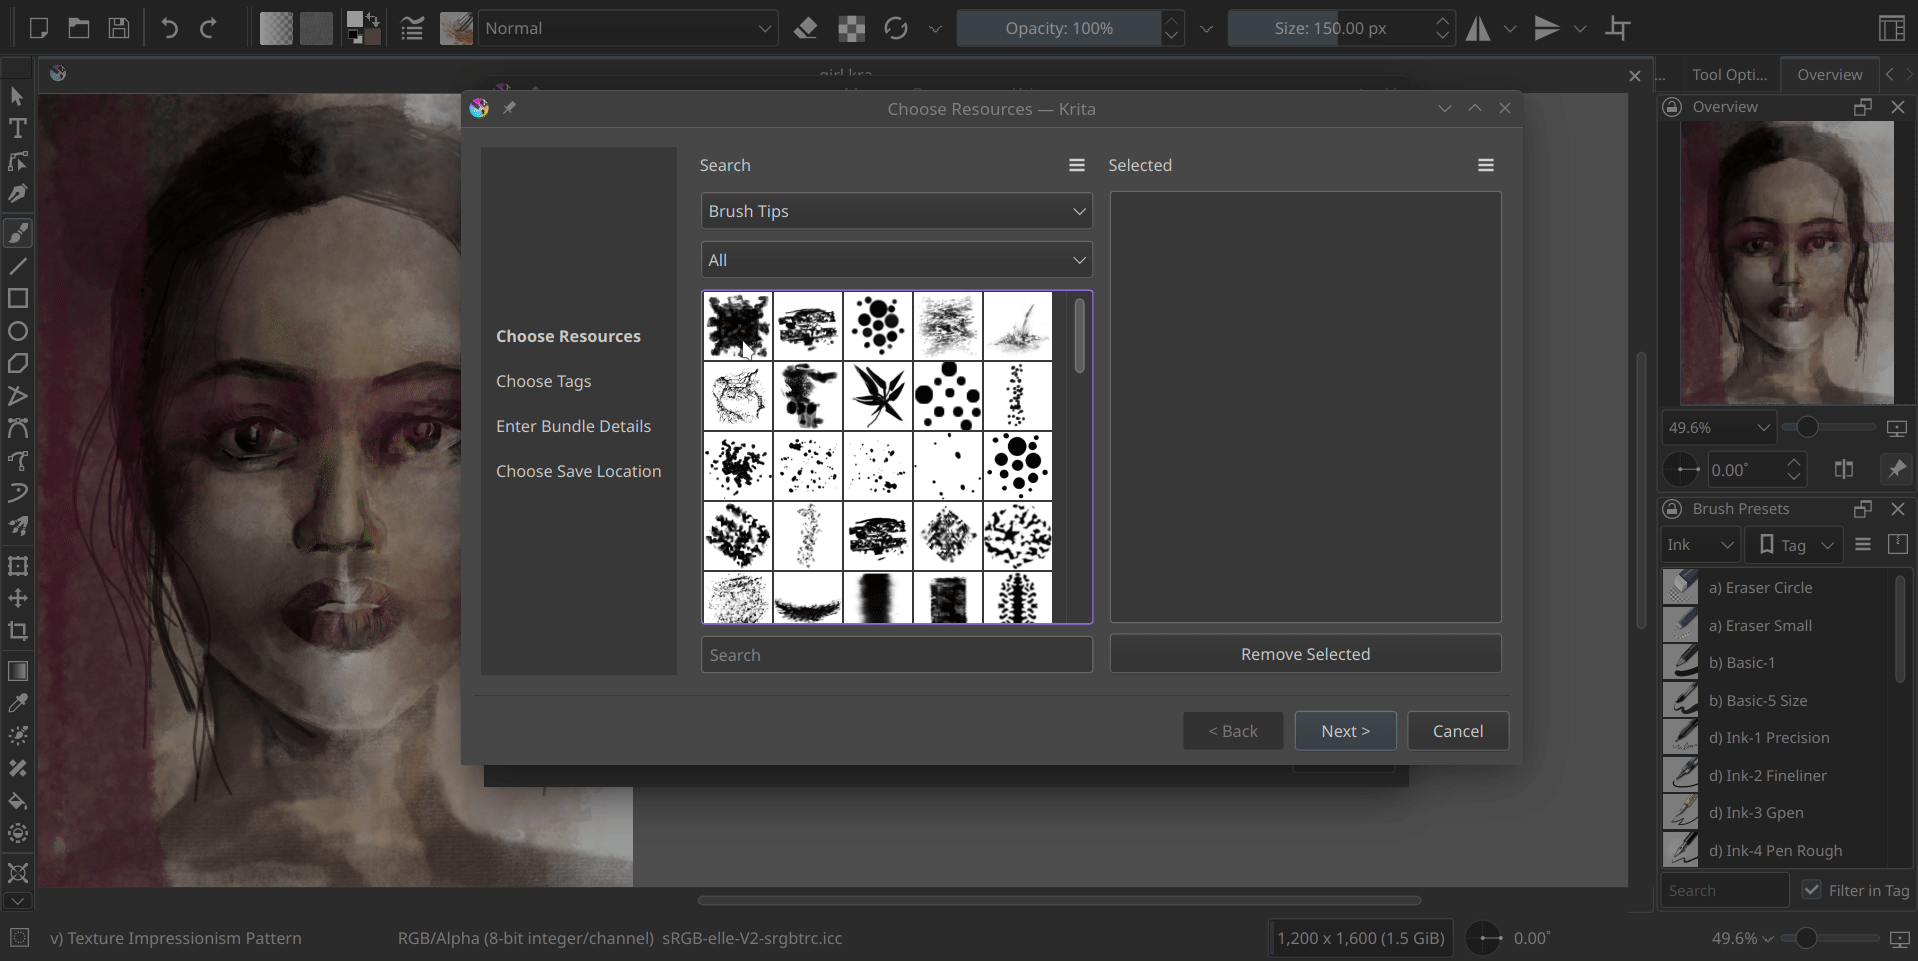 Normal
Opacity: 100%
Size: 150.00 px
girl.kra
... Tool Opti... Overview
Choose Resources — Krita
Overview
Search
Selected
Brush Tips
All
Choose Resources
Choose Tags
Enter Bundle Details
Choose Save Location
Search
Remove Selected
< Back
Next >
Cancel
49.6%
0.00°
Brush Presets
Ink
Tag
a) Eraser Circle
a) Eraser Small
b) Basic-1
b) Basic-5 Size
d) Ink-1 Precision
d) Ink-2 Fineliner
d) Ink-3 Gpen
d) Ink-4 Pen Rough
Search
Filter in Tag
v) Texture Impressionism Pattern
RGB/Alpha (8-bit integer/channel) sRGB-elle-V2-srgbtrc.icc
1,200 x 1,600 (1.5 GiB)
0.00°
49.6%